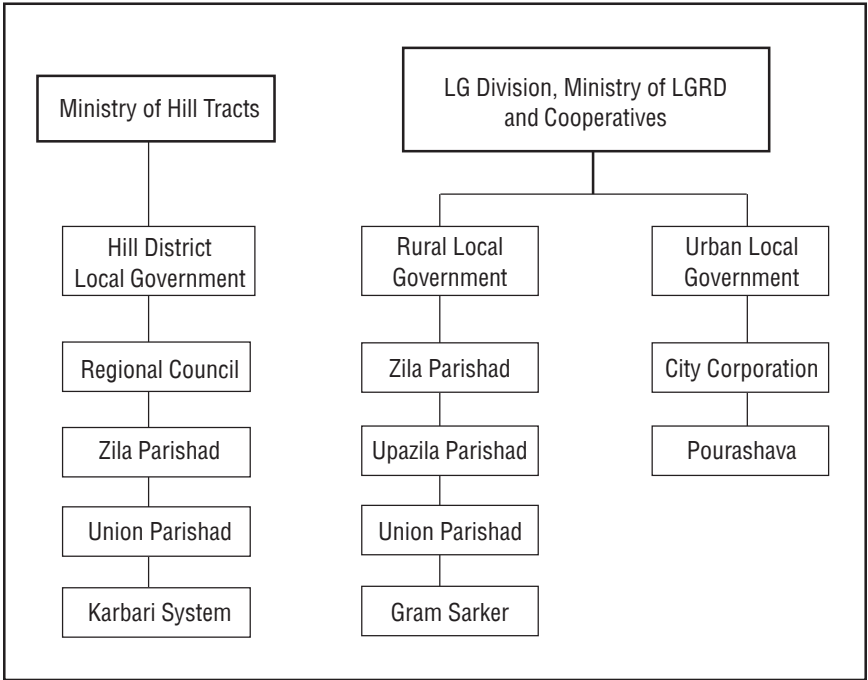 Ministry of Hill Tracts
LG Division, Ministry of LGRD
and Cooperatives
Hill District
Local Government
Rural Local
Government
Urban Local
Government
Regional Council
Zila Parishad
City Corporation
Zila Parishad
Upazila Parishad
Pourashava
Union Parishad
Union Parishad
Karbari System
Gram Sarker